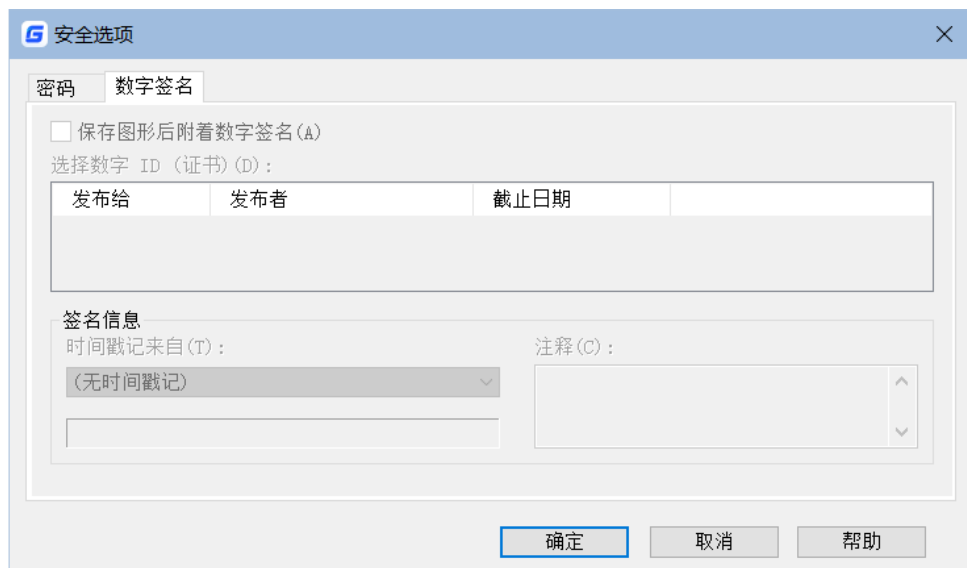 安全选项
密码 数字签名
保存图形后附着数字签名(A)
选择数字 ID (证书)(D):
发布给 发布者 截止日期
签名信息
时间戳记来自(T): 注释(C):
(无时间戳记)
确定 取消 帮助